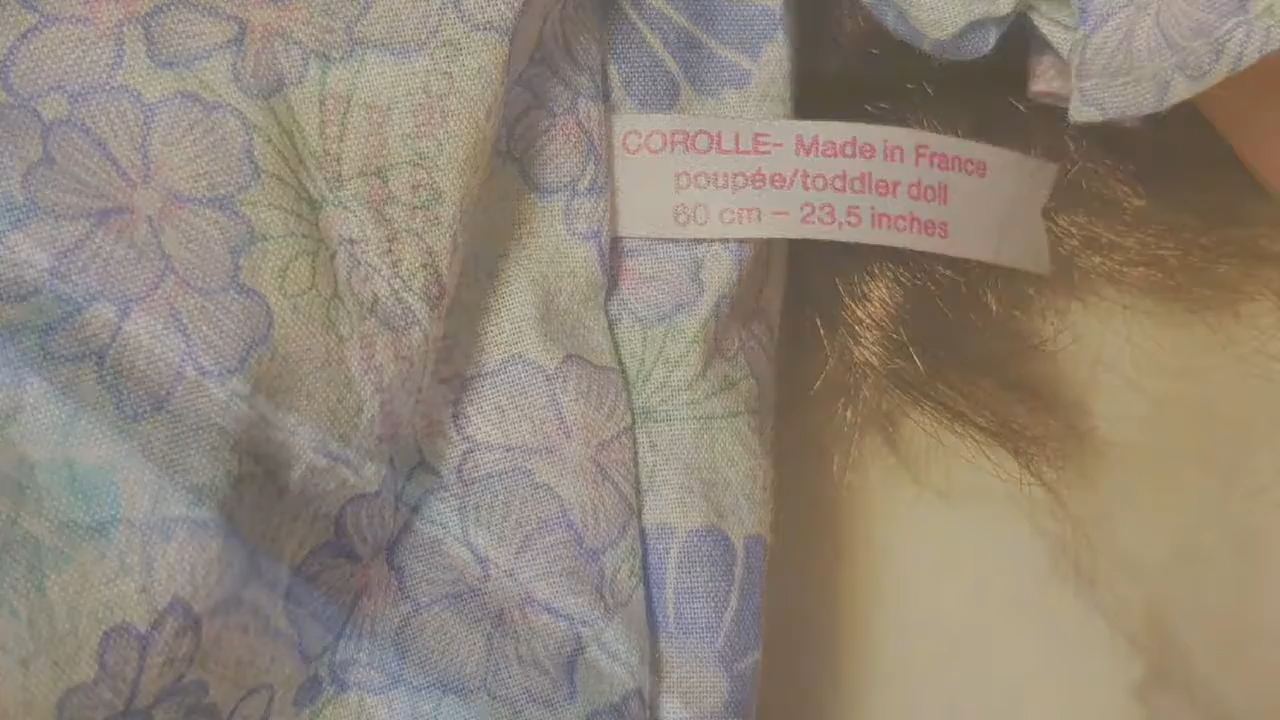 COROLLE- Made in France
poupée/toddler doll
60 cm – 23,5 inches